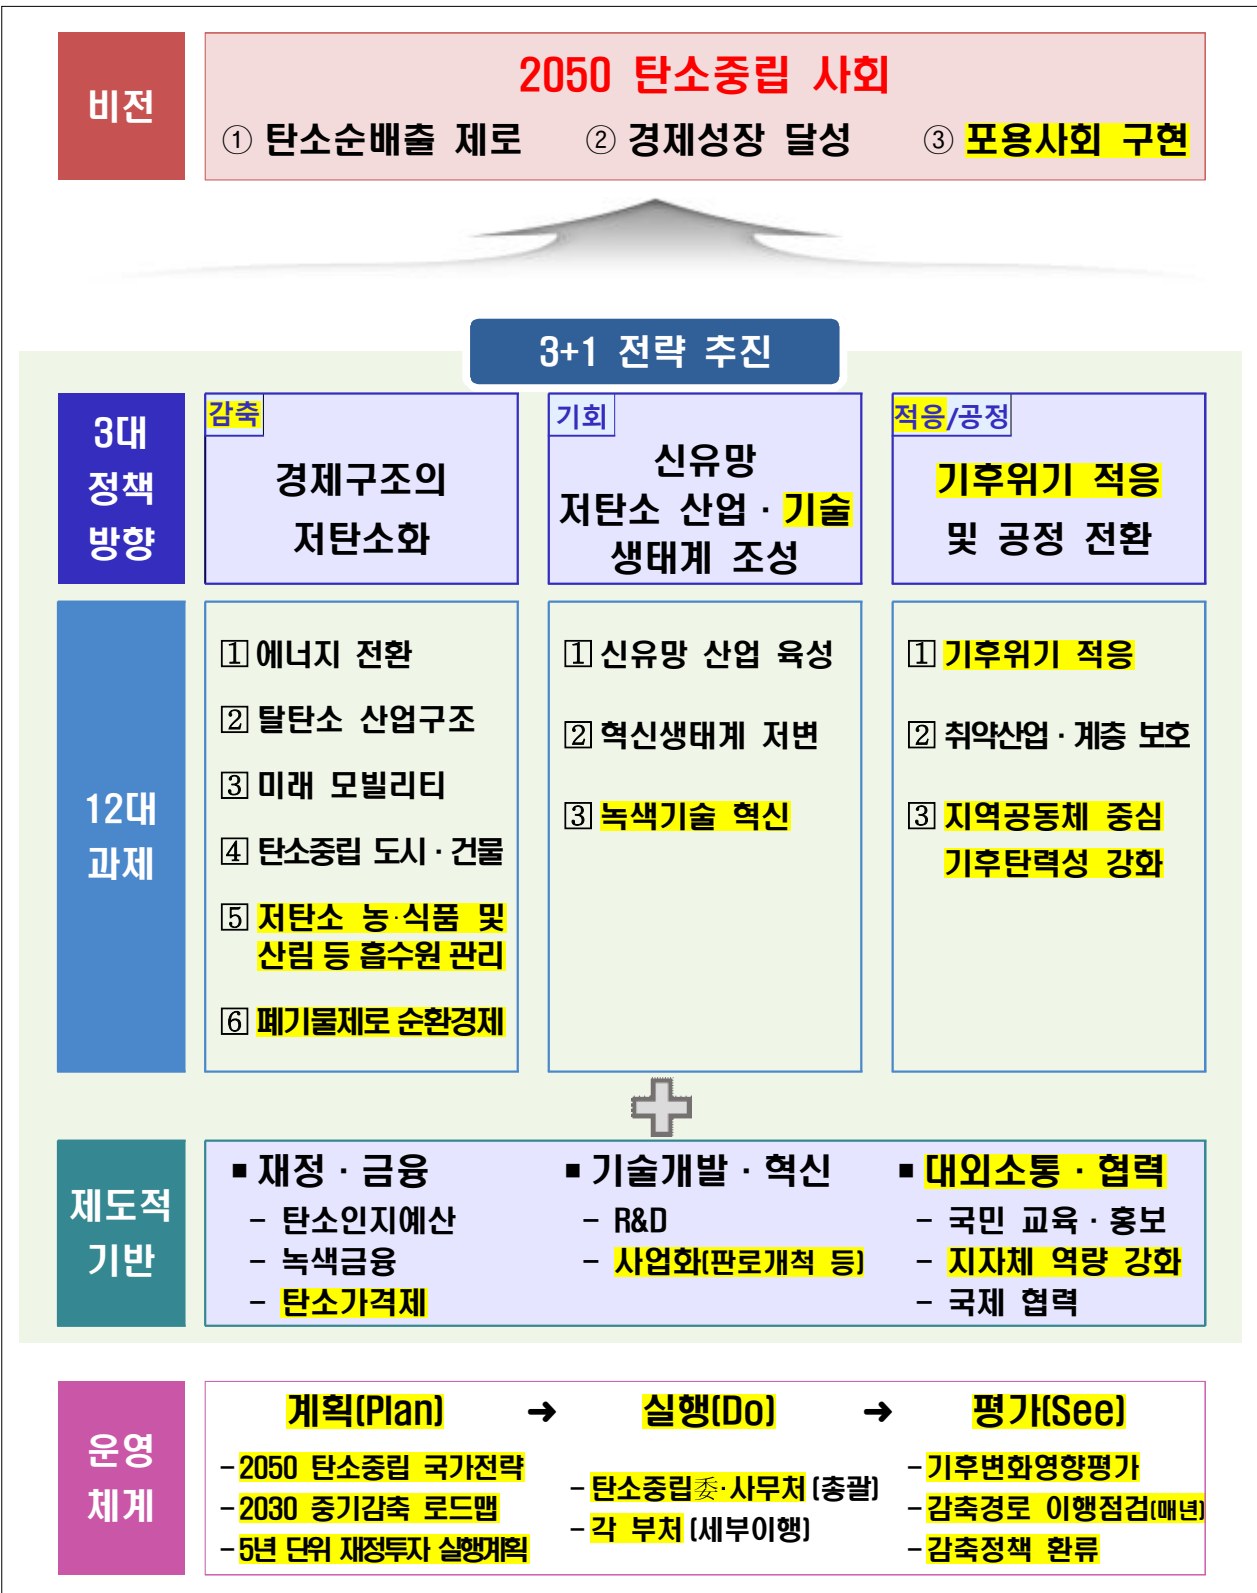 비전
2050 탄소중립 사회
① 탄소순배출 제로 ② 경제성장 달성 ③ 포용사회 구현
3+1 전략 추진
3대
정책
방향
감축
경제구조의
저탄소화
기회
신유망
저탄소 산업 · 기술
생태계 조성
적응/공정
기후위기 적응
및 공정 전환
12대
과제
1 에너지 전환
2 탈탄소 산업구조
3 미래 모빌리티
4 탄소중립 도시 · 건물
5 저탄소 농·식품 및
산림 등 흡수원 관리
6 폐기물제로 순환경제
1 신유망 산업 육성
2 혁신생태계 저변
3 녹색기술 혁신
1 기후위기 적응
2 취약산업 · 계층 보호
3 지역공동체 중심
기후탄력성 강화
제도적
기반
■ 재정 · 금융
- 탄소인지예산
- 녹색금융
- 탄소가격제
■ 기술개발 · 혁신
- R&D
- 사업화(판로개척 등)
■ 대외소통 · 협력
- 국민 교육 · 홍보
- 지자체 역량 강화
- 국제 협력
운영
체계
계획(Plan) → 실행(Do) → 평가(See)
- 2050 탄소중립 국가전략
- 2030 중기감축 로드맵
- 5년 단위 재정투자 실행계획
- 탄소중립委·사무처 (총괄)
- 각 부처 (세부이행)
- 기후변화영향평가
- 감축경로 이행점검(매년)
- 감축정책 환류